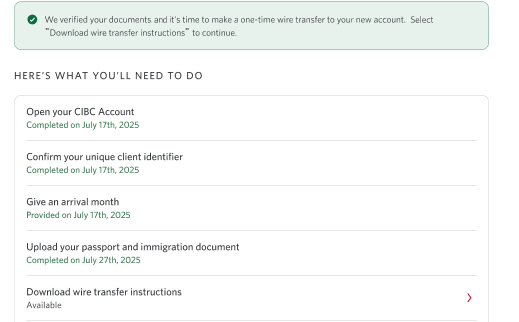 We verified your documents and it's time to make a one-time wire transfer to your new account.  Select
"Download wire transfer instructions" to continue.
HERE'S WHAT YOU'LL NEED TO DO
Open your CIBC Account
Completed on July 17th, 2025
Confirm your unique client identifier
Completed on July 17th, 2025
Give an arrival month
Provided on July 17th, 2025
Upload your passport and immigration document
Completed on July 27th, 2025
Download wire transfer instructions
Available